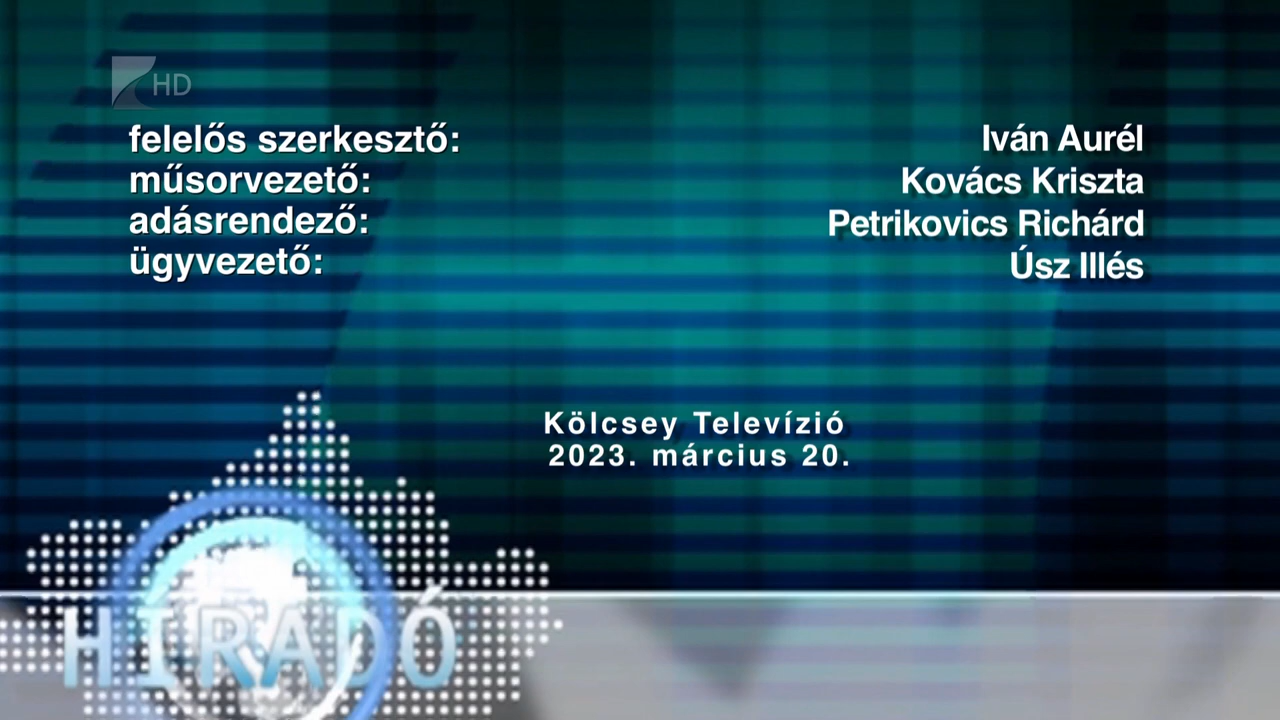 HD
felelős szerkesztő: Iván Aurél
műsorvezető: Kovács Kriszta
adásrendező: Petrikovics Richárd
ügyvezető: Úsz Illés
Kölcsey Televízió
2023. március 20.
HÍRADÓ